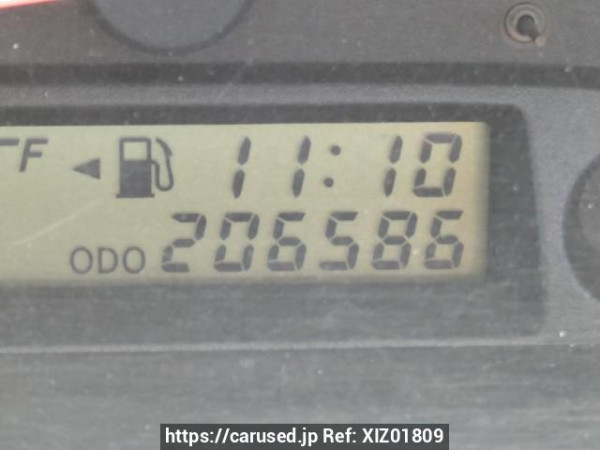 F 11:10
ODO 206586
https://carused.jp Ref: XIZ01809